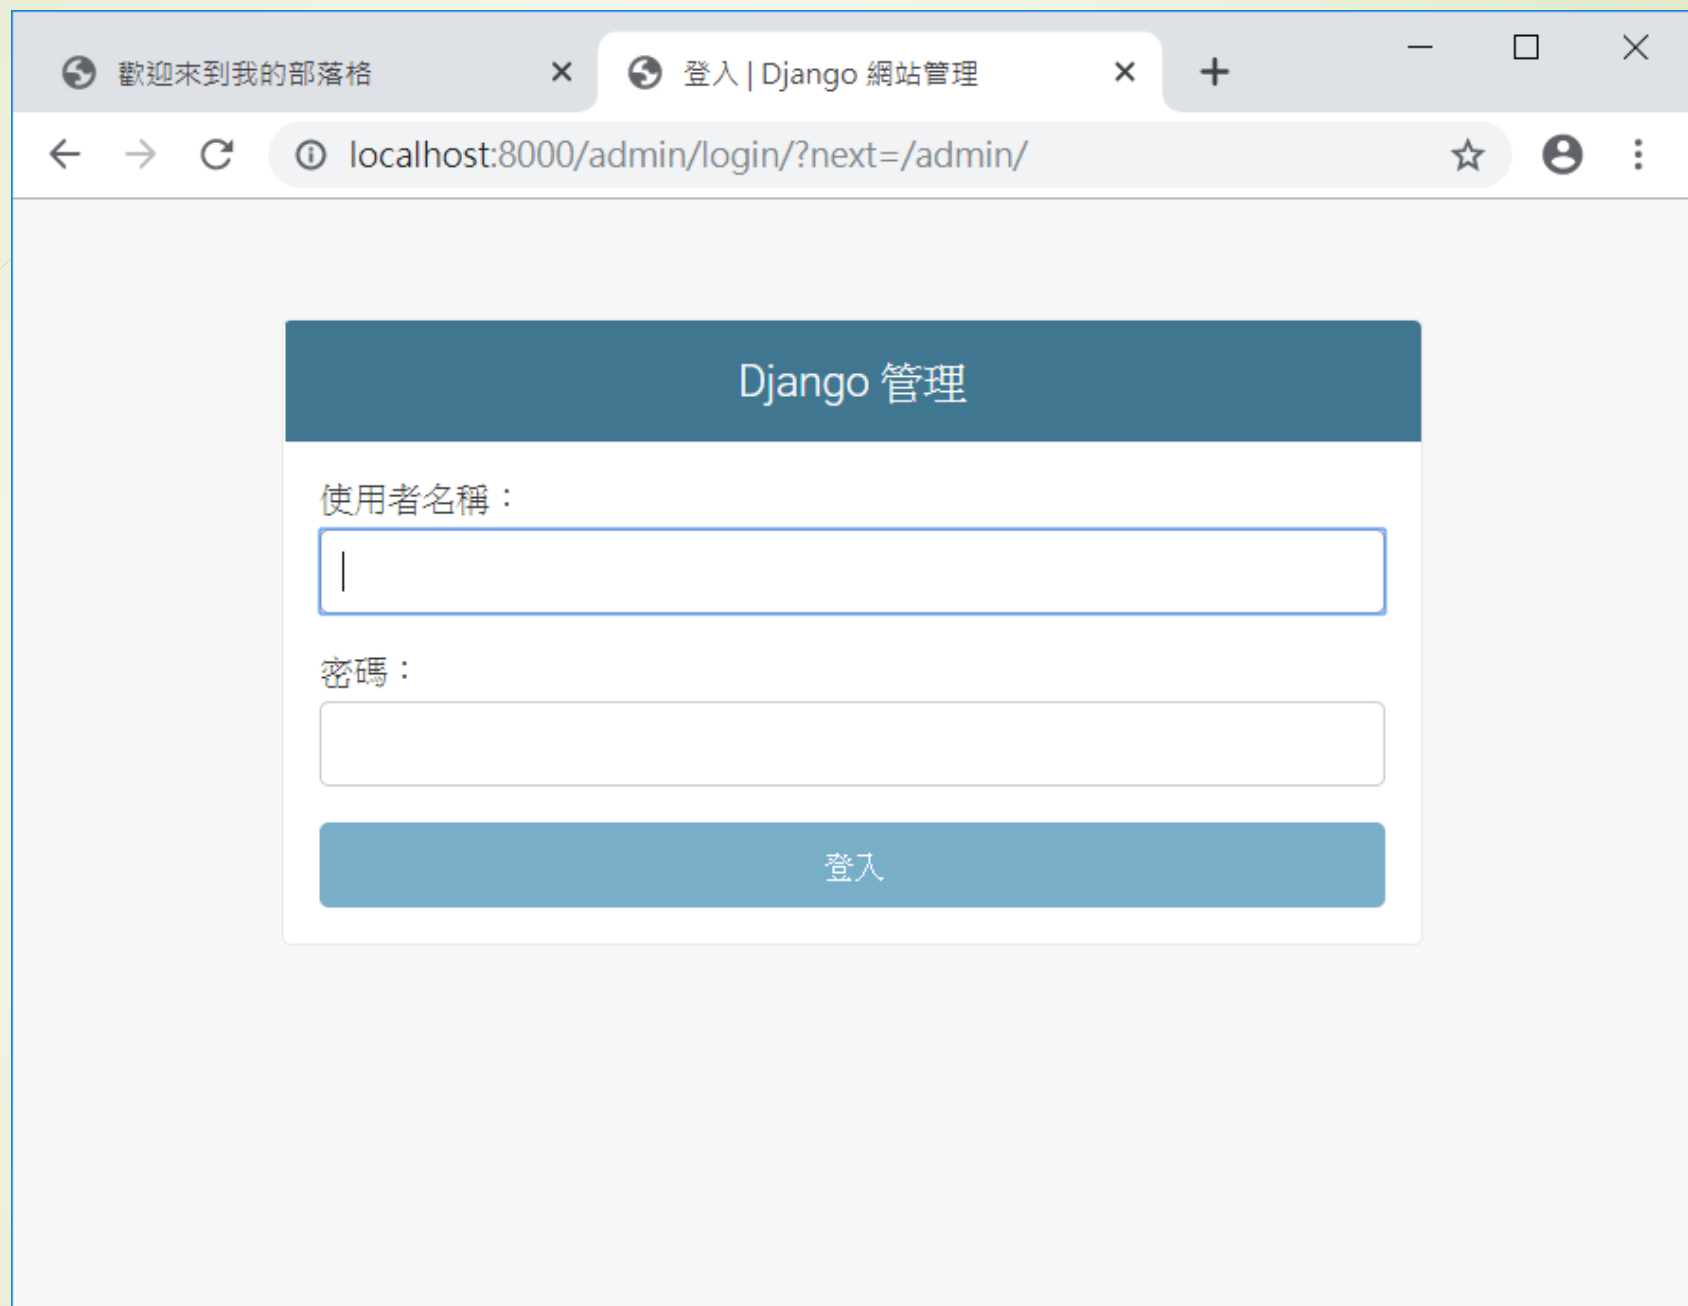 歡迎來到我的部落格
登入 | Django 網站管理
localhost:8000/admin/login/?next=/admin/
Django 管理
使用者名稱：
密碼：
登入